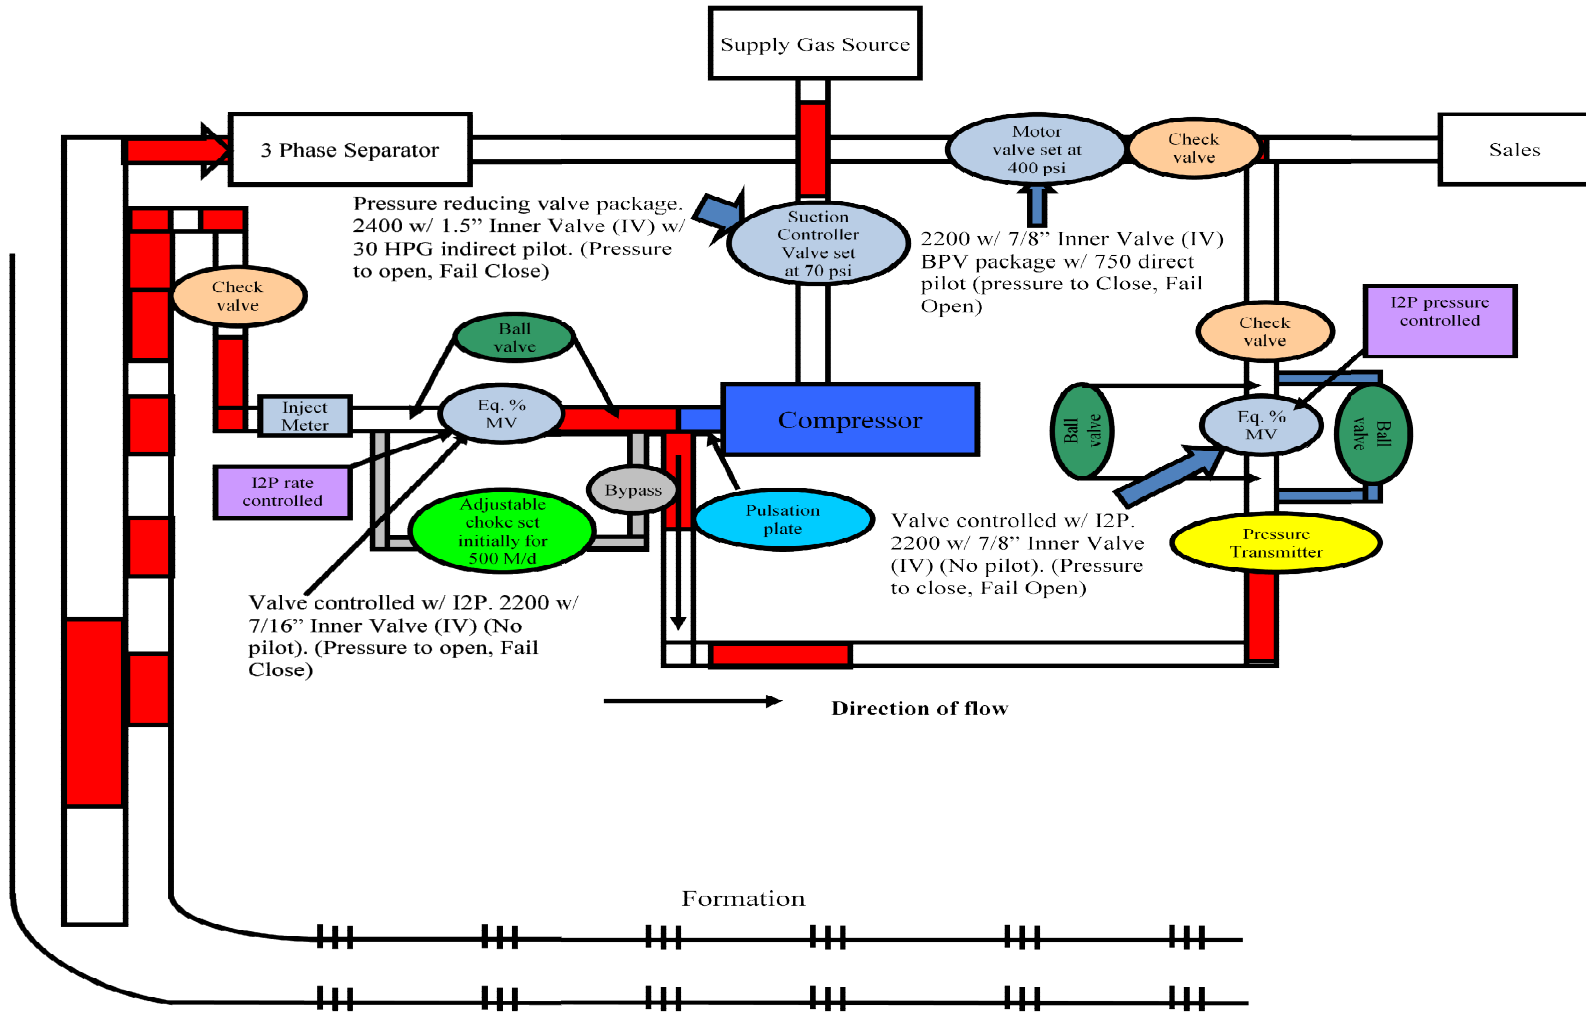 Supply Gas Source
3 Phase Separator
Motor
valve set at
400 psi
Check
valve
Sales
Pressure reducing valve package.
2400 w/ 1.5” Inner Valve (IV) w/
30 HPG indirect pilot. (Pressure
to open, Fail Close)
Suction
Controller
Valve set
at 70 psi
2200 w/ 7/8” Inner Valve (IV)
BPV package w/ 750 direct
pilot (pressure to Close, Fail
Open)
Check
valve
I2P pressure
controlled
Check
valve
Ball
valve
Inject
Meter
Eq. %
MV
Compressor
Ball
valve
Eq. %
MV
Ball
valve
I2P rate
controlled
Bypass
Adjustable
choke set
initially for
500 M/d
Pulsation
plate
Valve controlled w/ I2P.
2200 w/ 7/8” Inner Valve
(IV) (No pilot). (Pressure
to close, Fail Open)
Pressure
Transmitter
Valve controlled w/ I2P. 2200 w/
7/16” Inner Valve (IV) (No
pilot). (Pressure to open, Fail
Close)
Direction of flow
Formation